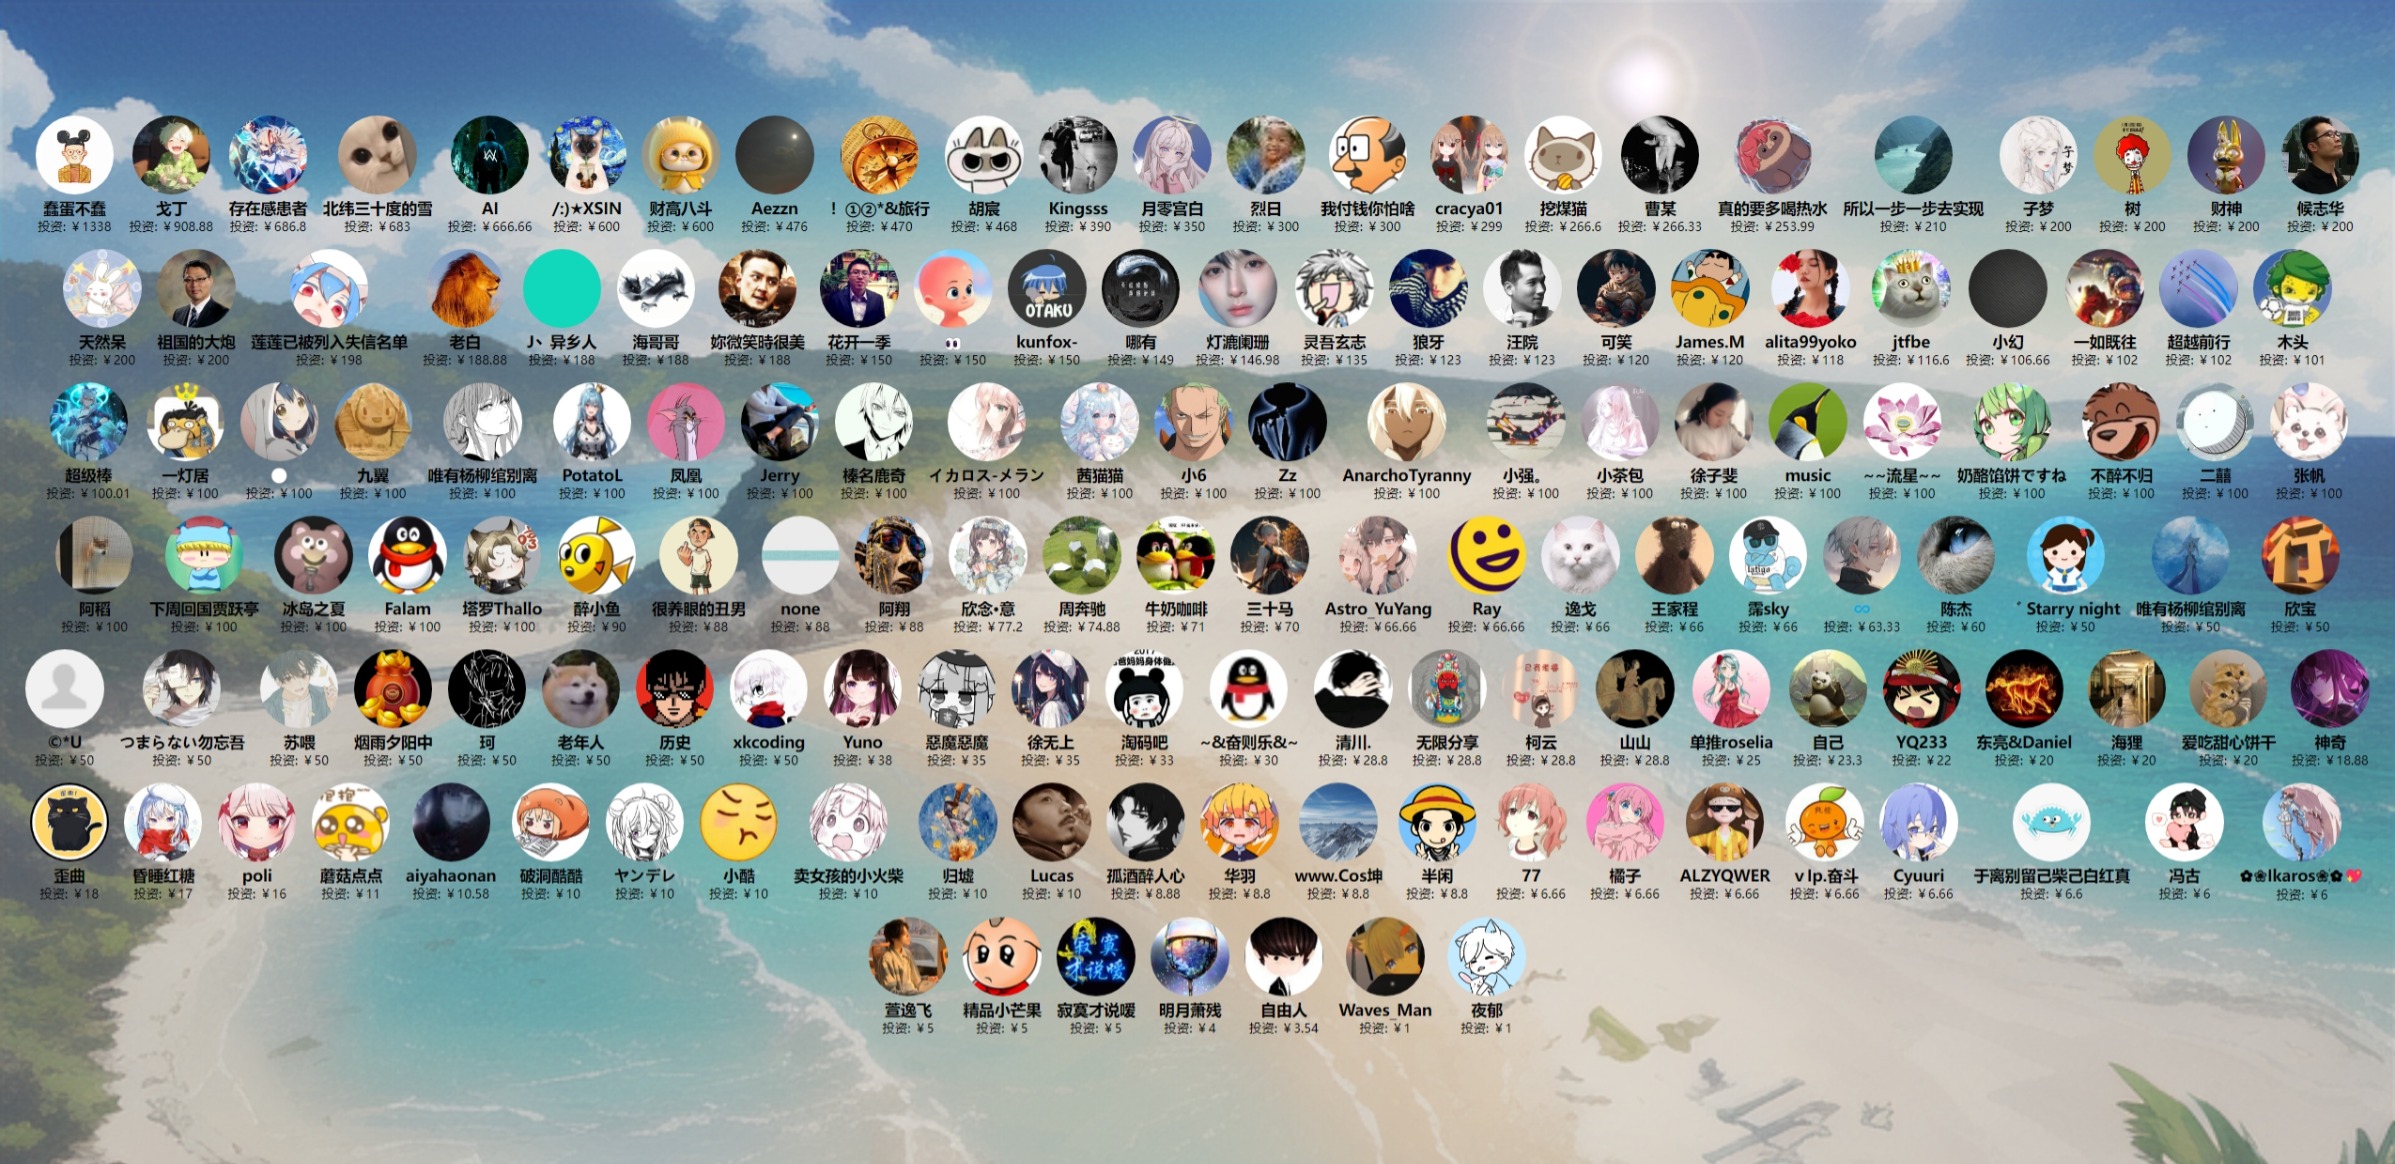 蠢蛋不蠢 戈丁 存在感患者 北纬三十度的雪 AI /:)★XSIN 财高八斗 Aezzn ！①②*&旅行 胡宸 Kingsss 月零宫白 烈日 我付钱你怕啥 cracya01 挖煤猫 曹某 真的要多喝热水 所以一步一步去实现 子梦 树 财神 候志华
投资: ¥1338 投资: ¥908.88 投资: ¥686.8 投资: ¥683 投资: ¥666.66 投资: ¥600 投资: ¥600 投资: ¥476 投资: ¥470 投资: ¥468 投资: ¥390 投资: ¥350 投资: ¥300 投资: ¥300 投资: ¥299 投资: ¥266.6 投资: ¥266.33 投资: ¥253.99 投资: ¥210 投资: ¥200 投资: ¥200 投资: ¥200 投资: ¥200
天然呆 祖国的大炮 莲莲已被列入失信名单 老白 小丶异乡人 海哥哥 妳微笑時很美 花开一季 kunfox- 哪有 灯漉阑珊 灵吾玄志 狼牙 汪院 可笑 James.M alita99yoko jtfbe 小幻 一如既往 超越前行 木头
投资: ¥200 投资: ¥200 投资: ¥198 投资: ¥188.88 投资: ¥188 投资: ¥188 投资: ¥188 投资: ¥150 投资: ¥150 投资: ¥150 投资: ¥149 投资: ¥146.98 投资: ¥135 投资: ¥123 投资: ¥123 投资: ¥120 投资: ¥120 投资: ¥118 投资: ¥116.6 投资: ¥106.66 投资: ¥102 投资: ¥102 投资: ¥101
超级棒 一灯居 九翼 唯有杨柳绾别离 PotatoL 凤凰 Jerry 榛名鹿奇 イカロス-メラン 茜猫猫 小6 Zz AnarchoTyranny 小强。 小茶包 徐子斐 music ~~流星~~ 奶酪馅饼ですね 不醉不归 二囍 张帆
投资: ¥100.01 投资: ¥100 投资: ¥100 投资: ¥100 投资: ¥100 投资: ¥100 投资: ¥100 投资: ¥100 投资: ¥100 投资: ¥100 投资: ¥100 投资: ¥100 投资: ¥100 投资: ¥100 投资: ¥100 投资: ¥100 投资: ¥100 投资: ¥100 投资: ¥100 投资: ¥100 投资: ¥100 投资: ¥100 投资: ¥100
阿稻 下周回国贾跃亭 冰岛之夏 Falam 塔罗Thallo 醉小鱼 很养眼的丑男 none 阿翔 欣念•意 周奔驰 牛奶咖啡 三十马 Astro_YuYang Ray 逸戈 王家程 霈sky ∞ 陈杰 ﾞStarry night 唯有杨柳绾别离 欣宝
投资: ¥100 投资: ¥100 投资: ¥100 投资: ¥100 投资: ¥100 投资: ¥90 投资: ¥88 投资: ¥88 投资: ¥88 投资: ¥77.2 投资: ¥74.88 投资: ¥71 投资: ¥70 投资: ¥66.66 投资: ¥66.66 投资: ¥66 投资: ¥66 投资: ¥66 投资: ¥63.33 投资: ¥60 投资: ¥50 投资: ¥50 投资: ¥50
©*U つまらない勿忘吾 苏喂 烟雨夕阳中 珂 老年人 历史 xkcoding Yuno 惡魔惡魔 徐无上 淘码吧 ~&奋则乐&~ 清川. 无限分享 柯云 山山 单推roselia 自己 YQ233 东亮&Daniel 海狸 爱吃甜心饼干 神奇
投资: ¥50 投资: ¥50 投资: ¥50 投资: ¥50 投资: ¥50 投资: ¥50 投资: ¥50 投资: ¥50 投资: ¥38 投资: ¥35 投资: ¥35 投资: ¥33 投资: ¥30 投资: ¥28.8 投资: ¥28.8 投资: ¥28.8 投资: ¥28.8 投资: ¥25 投资: ¥23.3 投资: ¥22 投资: ¥20 投资: ¥20 投资: ¥20 投资: ¥18.88
歪曲 昏睡红糖 poli 蘑菇点点 aiyahaonan 破洞酷酷 ヤンデレ 小酷 卖女孩的小火柴 归墟 Lucas 孤酒醉人心 华羽 www.Cos坤 半闲 77 橘子 ALZYQWER ν Ιp.奋斗 Cyuuri 于离别留己柴己白红真 冯古 ✿❀Ikaros❀✿💖
投资: ¥18 投资: ¥17 投资: ¥16 投资: ¥11 投资: ¥10.58 投资: ¥10 投资: ¥10 投资: ¥10 投资: ¥10 投资: ¥10 投资: ¥10 投资: ¥8.88 投资: ¥8.8 投资: ¥8.8 投资: ¥8.8 投资: ¥6.66 投资: ¥6.66 投资: ¥6.66 投资: ¥6.66 投资: ¥6.66 投资: ¥6.6 投资: ¥6 投资: ¥6
萱逸飞 精品小芒果 寂寞才说嗳 明月萧残 自由人 Waves_Man 夜郁
投资: ¥5 投资: ¥5 投资: ¥5 投资: ¥4 投资: ¥3.54 投资: ¥1 投资: ¥1